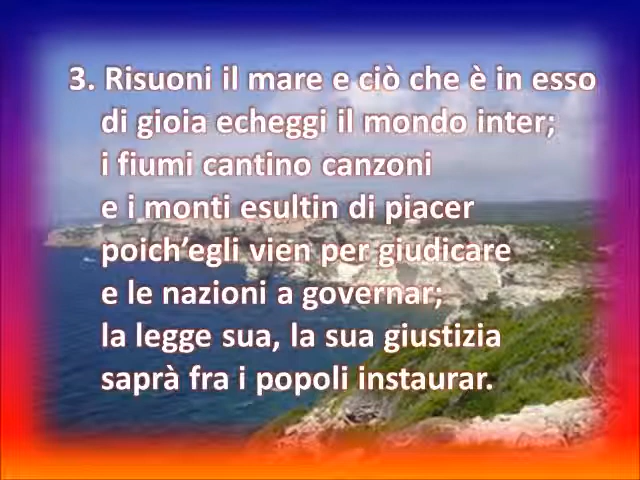 3. Risuoni il mare e ciò che è in esso
di gioia echeggi il mondo inter;
i fiumi cantino canzoni
e i monti esultin di piacer
poich’egli vien per giudicare
e le nazioni a governar;
la legge sua, la sua giustizia
saprà fra i popoli instaurar.